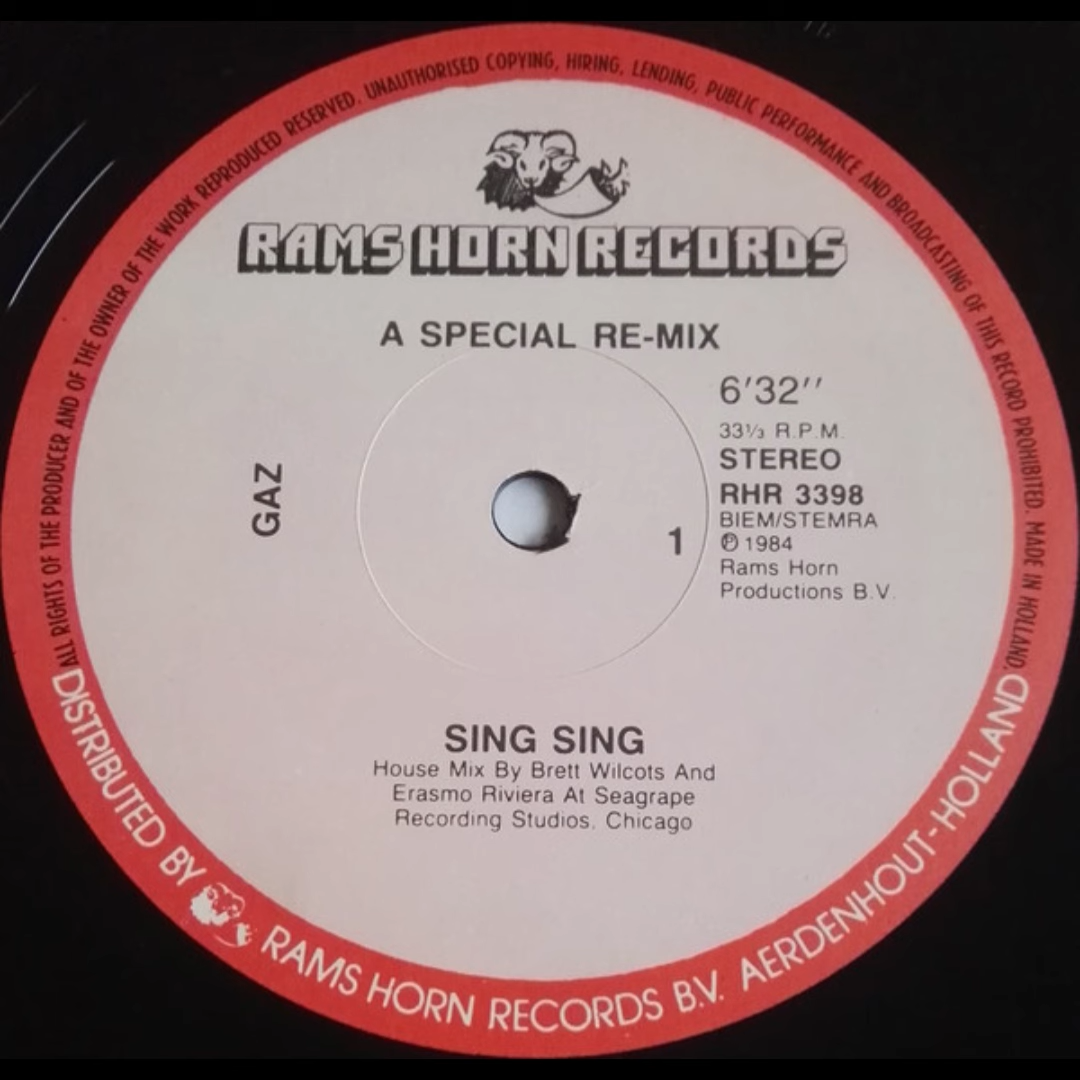 ALL RIGHTS OF THE PRODUCER AND OF THE OWNER OF THE WORK REPRODUCED RESERVED. UNAUTHORISED COPYING, HIRING, LENDING, PUBLIC PERFORMANCE AND BROADCASTING OF THIS RECORD PROHIBITED. MADE IN HOLLAND.
RAMS HORN RECORDS
A SPECIAL RE-MIX
6'32''
33⅓ R.P.M.
STEREO
RHR 3398
BIEM/STEMRA
℗ 1984
Rams Horn
Productions B.V.
GAZ
1
SING SING
House Mix By Brett Wilcots And
Erasmo Riviera At Seagrape
Recording Studios, Chicago
DISTRIBUTED BY RAMS HORN RECORDS B.V. AERDENHOUT-HOLLAND